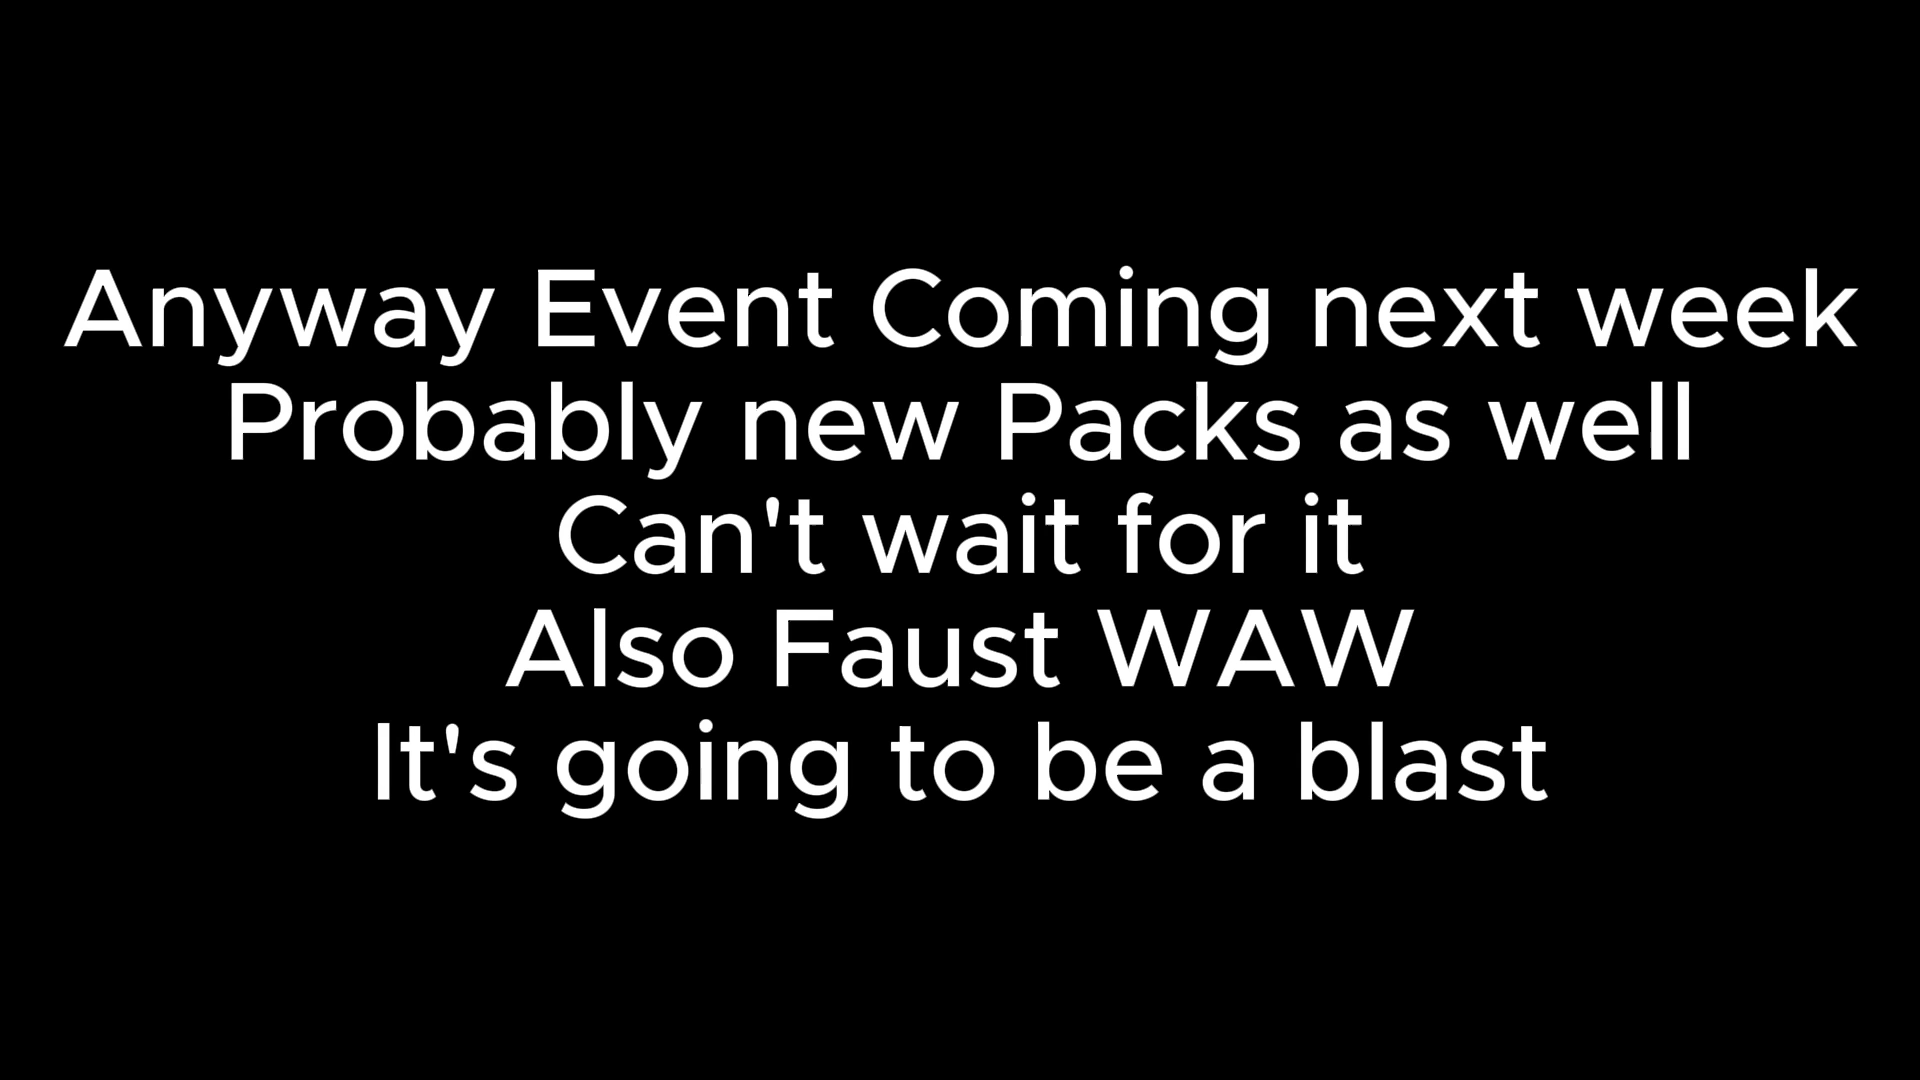 Anyway Event Coming next week
Probably new Packs as well
Can't wait for it
Also Faust WAW
It's going to be a blast